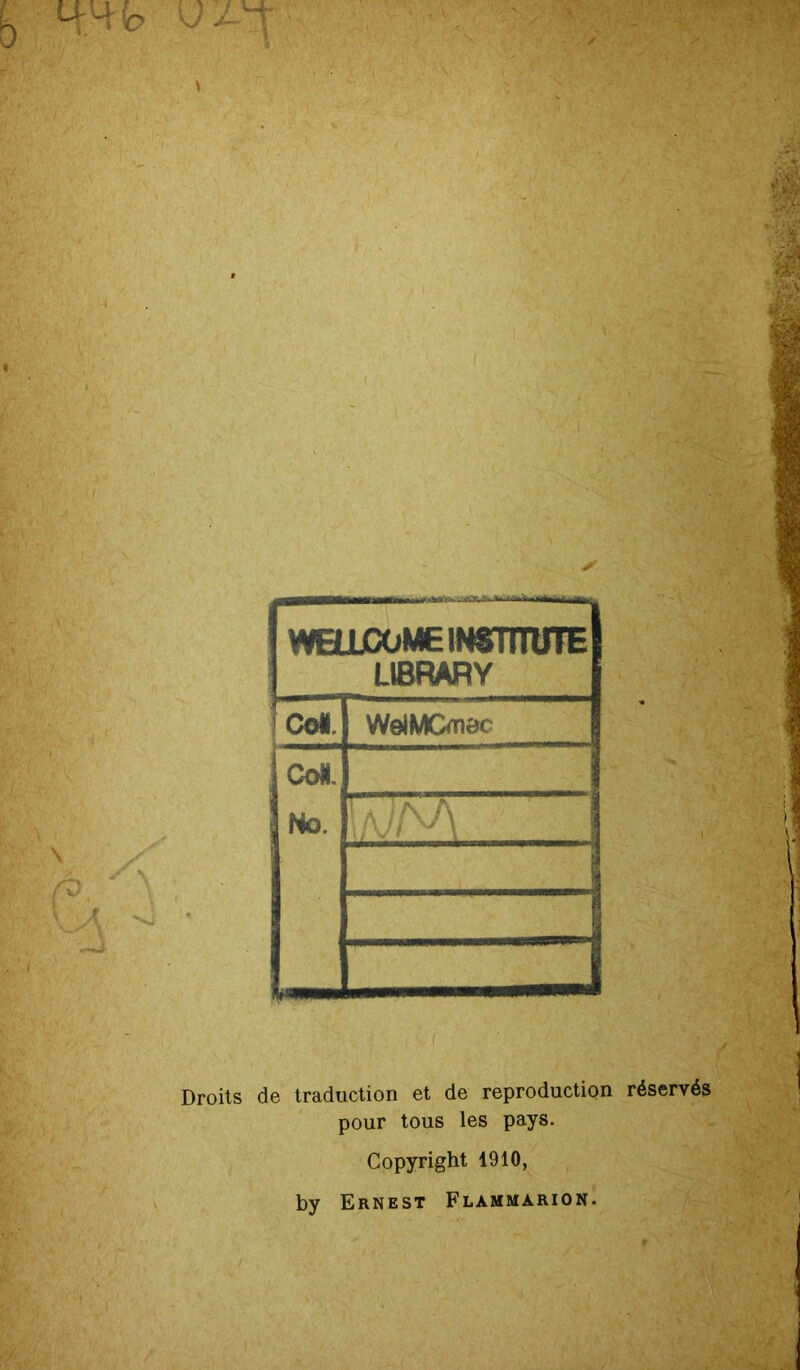 WELLCOME INSTITUTE
LIBRARY
Coll. WelMOmec
Coll.
No.
Droits de traduction et de reproduction réservés
pour tous les pays.
Copyright 1910,
by Ernest Flammarion.